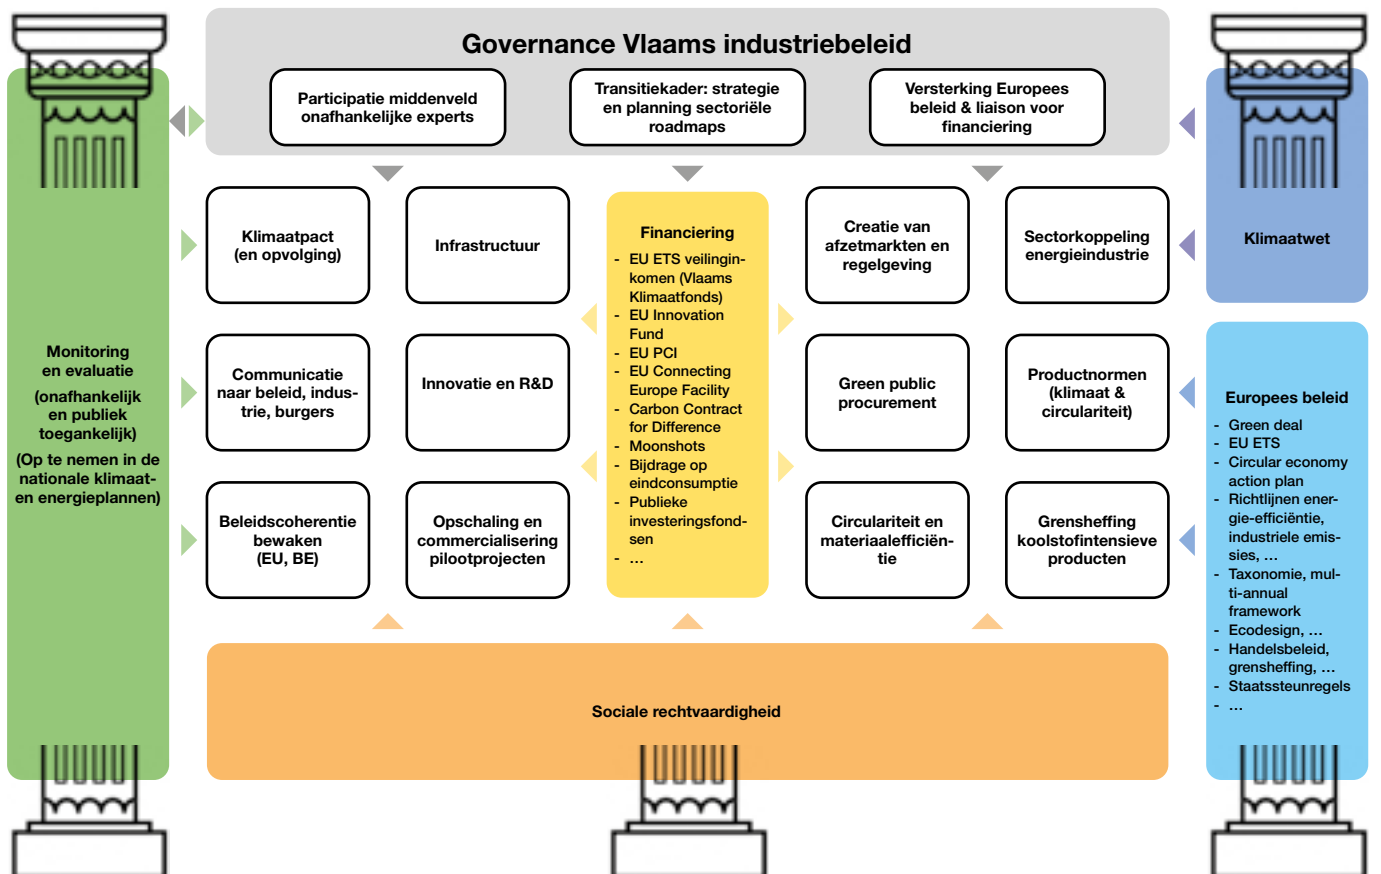 Governance Vlaams industriebeleid
Participatie middenveld
onafhankelijke experts
Transitiekader: strategie
en planning sectoriële
roadmaps
Versterking Europees
beleid & liaison voor
financiering
Monitoring
en evaluatie
(onafhankelijk
en publiek
toegankelijk)
(Op te nemen in de
nationale klimaat-
en energieplannen)
Klimaatpact
(en opvolging)
Infrastructuur
Communicatie
naar beleid, indus-
trie, burgers
Innovatie en R&D
Beleidscoherentie
bewaken
(EU, BE)
Opschaling en
commercialisering
pilootprojecten
Financiering
- EU ETS veilingin-
komen (Vlaams
Klimaatfonds)
- EU Innovation
Fund
- EU PCI
- EU Connecting
Europe Facility
- Carbon Contract
for Difference
- Moonshots
- Bijdrage op
eindconsumptie
- Publieke
investeringsfond-
sen
- ...
Creatie van
afzetmarkten en
regelgeving
Sectorkoppeling
energieindustrie
Green public
procurement
Productnormen
(klimaat &
circulariteit)
Circulariteit en
materiaalefficiën-
tie
Grensheffing
koolstofintensieve
producten
Klimaatwet
Europees beleid
- Green deal
- EU ETS
- Circular economy
action plan
- Richtlijnen ener-
gie-efficiëntie,
industriele emis-
sies, ...
- Taxonomie, mul-
ti-annual
framework
- Ecodesign, ...
- Handelsbeleid,
grensheffing, ...
- Staatssteunregels
- ...
Sociale rechtvaardigheid